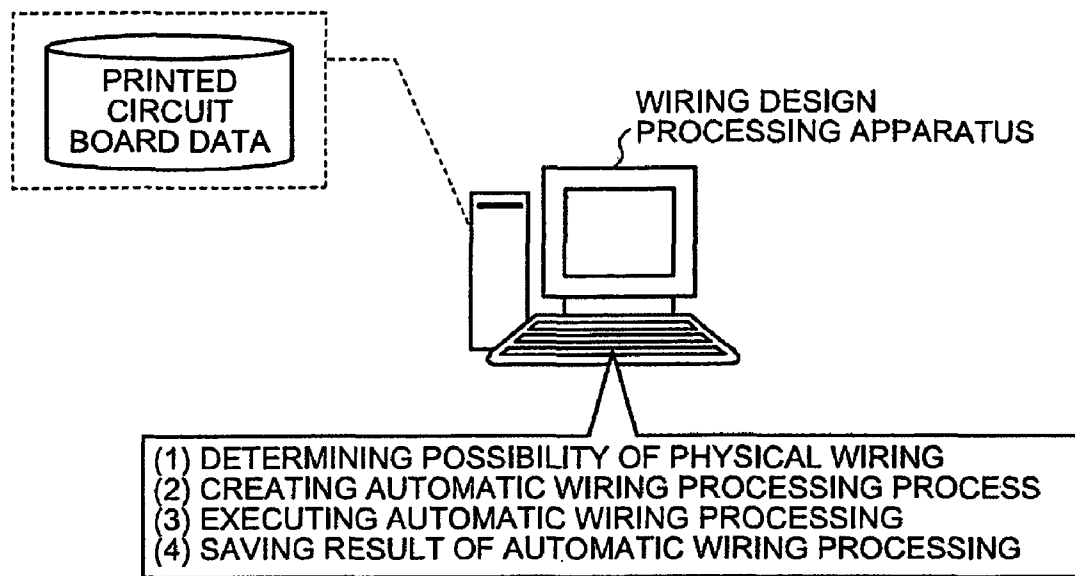 PRINTED
CIRCUIT
BOARD DATA
WIRING DESIGN
PROCESSING APPARATUS
(1) DETERMINING POSSIBILITY OF PHYSICAL WIRING
(2) CREATING AUTOMATIC WIRING PROCESSING PROCESS
(3) EXECUTING AUTOMATIC WIRING PROCESSING
(4) SAVING RESULT OF AUTOMATIC WIRING PROCESSING